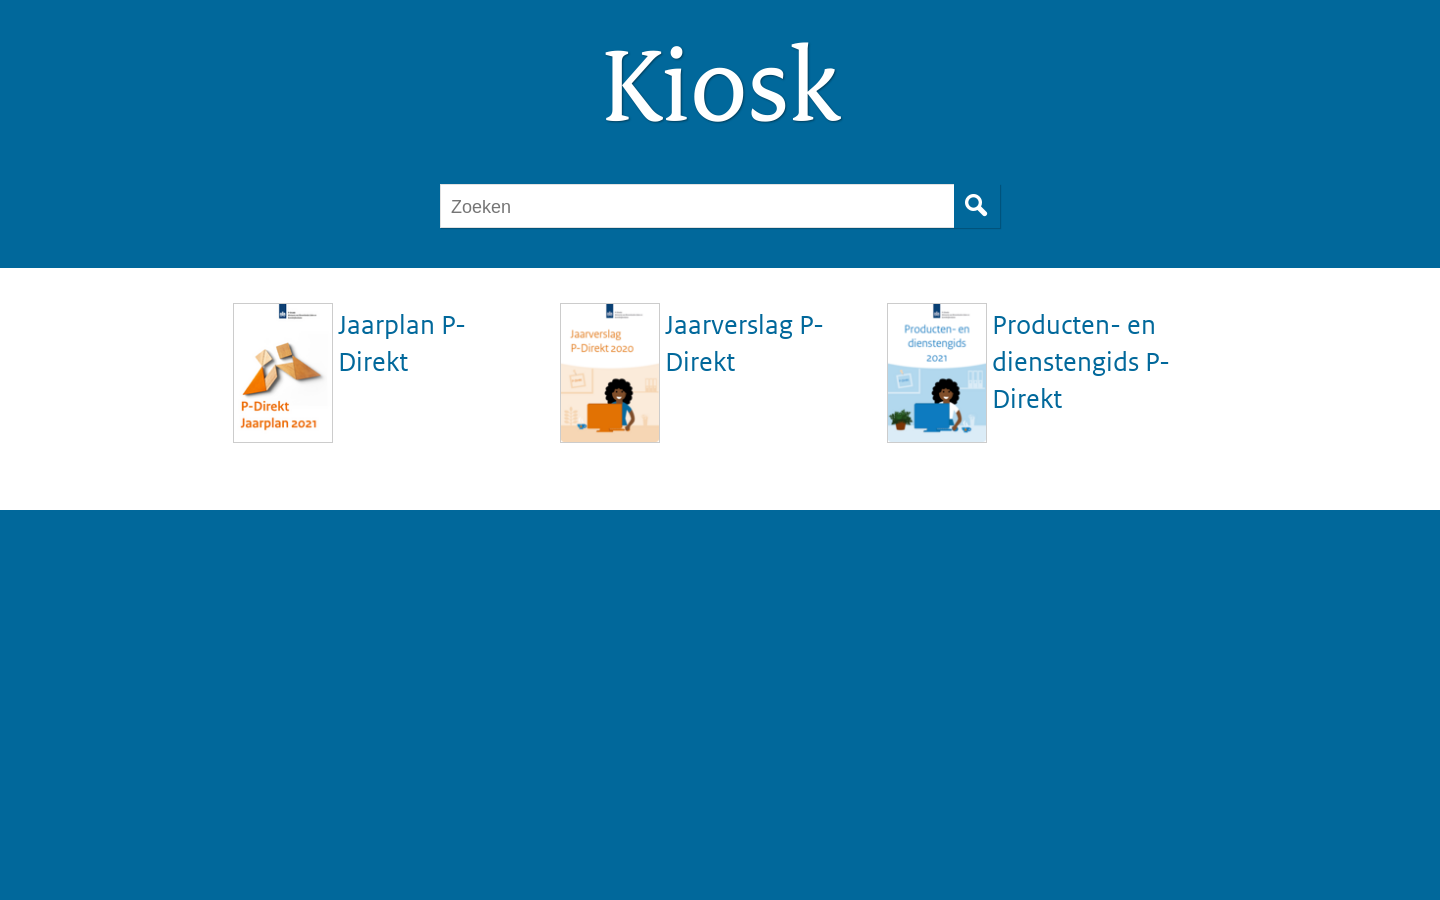 Kiosk
Zoeken
P-Direkt
Jaarplan 2021
Jaarplan P-
Direkt
Jaarverslag
P-Direkt 2020
Jaarverslag P-
Direkt
Producten- en
dienstengids
2021
Producten- en
dienstengids P-
Direkt